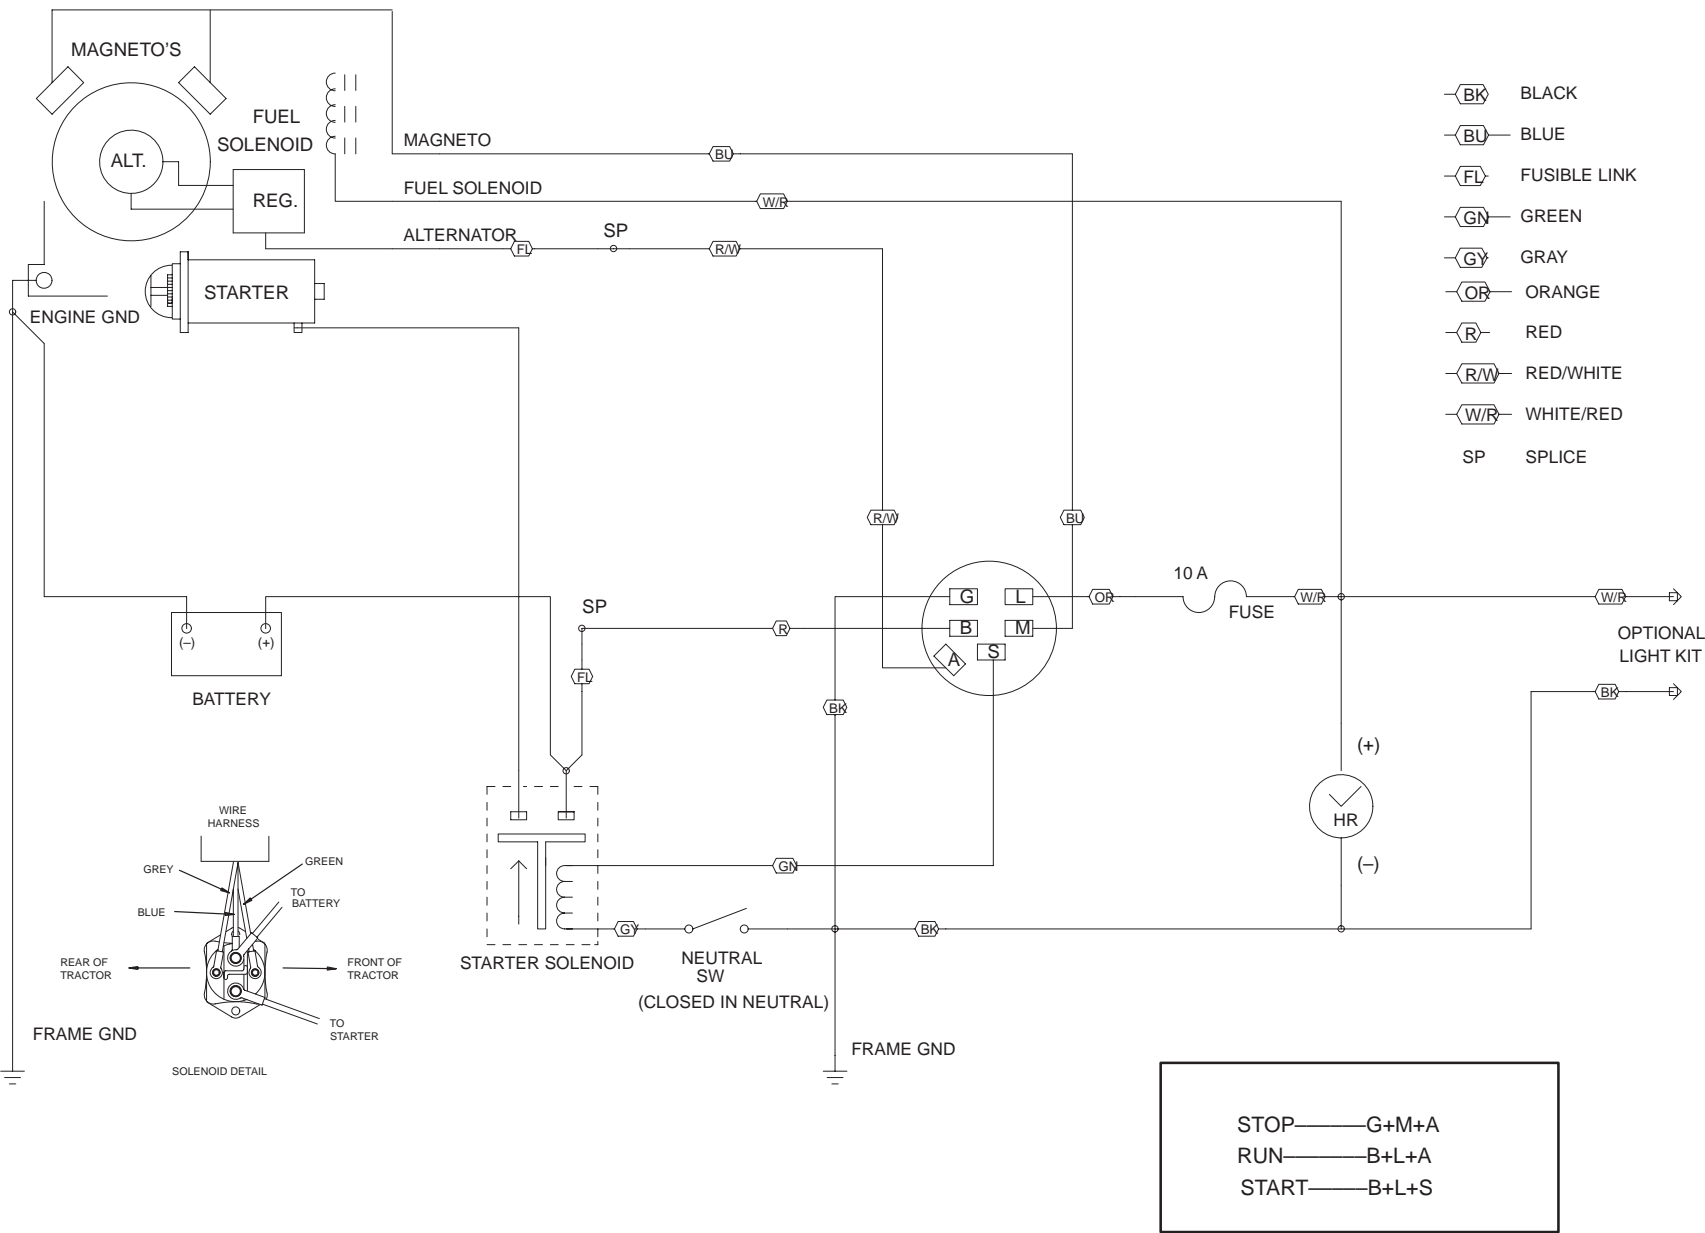 MAGNETO'S
FUEL
SOLENOID
ALT.
REG.
MAGNETO
BU
FUEL SOLENOID
W/R
ALTERNATOR
FL
SP
R/W
STARTER
ENGINE GND
BK BLACK
BU BLUE
FL FUSIBLE LINK
GN GREEN
GY GRAY
OR ORANGE
R RED
R/W RED/WHITE
W/R WHITE/RED
SP SPLICE
R/W
BU
G
L
B
M
S
A
OR
10 A
FUSE
W/R
W/R
OPTIONAL
LIGHT KIT
BK
SP
R
FL
BK
(–)
(+)
BATTERY
(+)
HR
(–)
GN
GY
BK
STARTER SOLENOID
NEUTRAL
SW
(CLOSED IN NEUTRAL)
WIRE
HARNESS
GREY
GREEN
BLUE
TO
BATTERY
REAR OF
TRACTOR
FRONT OF
TRACTOR
TO
STARTER
FRAME GND
SOLENOID DETAIL
FRAME GND
STOP———G+M+A
RUN————B+L+A
START———B+L+S